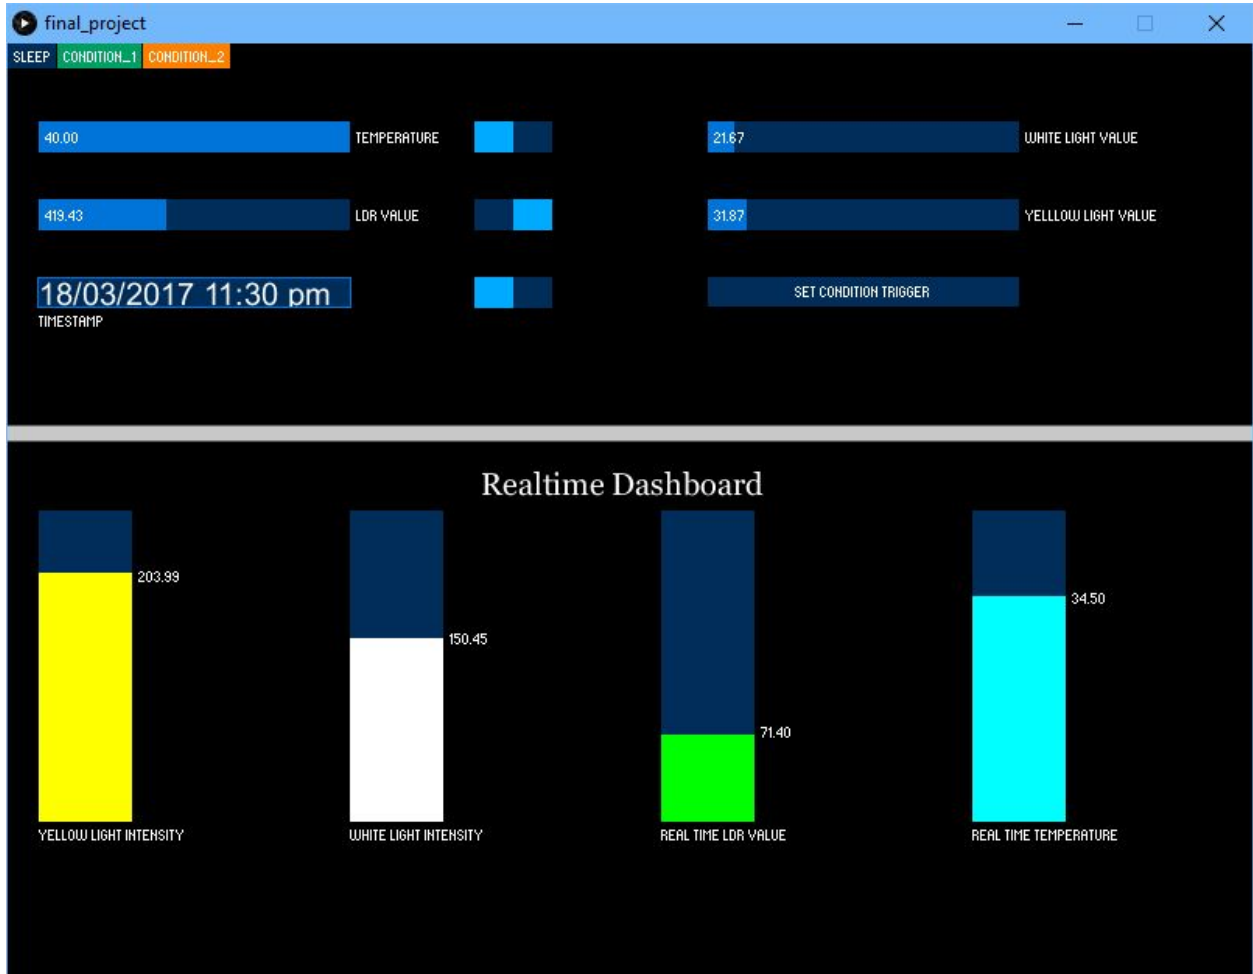 final_project
SLEEP CONDITION_1 CONDITION_2
40.00 TEMPERATURE 21.67 WHITE LIGHT VALUE
419.43 LDR VALUE 31.87 YELLLOW LIGHT VALUE
18/03/2017 11:30 pm SET CONDITION TRIGGER
TIMESTAMP
Realtime Dashboard
203.99
34.50
150.45
71.40
YELLOW LIGHT INTENSITY WHITE LIGHT INTENSITY REAL TIME LDR VALUE REAL TIME TEMPERATURE